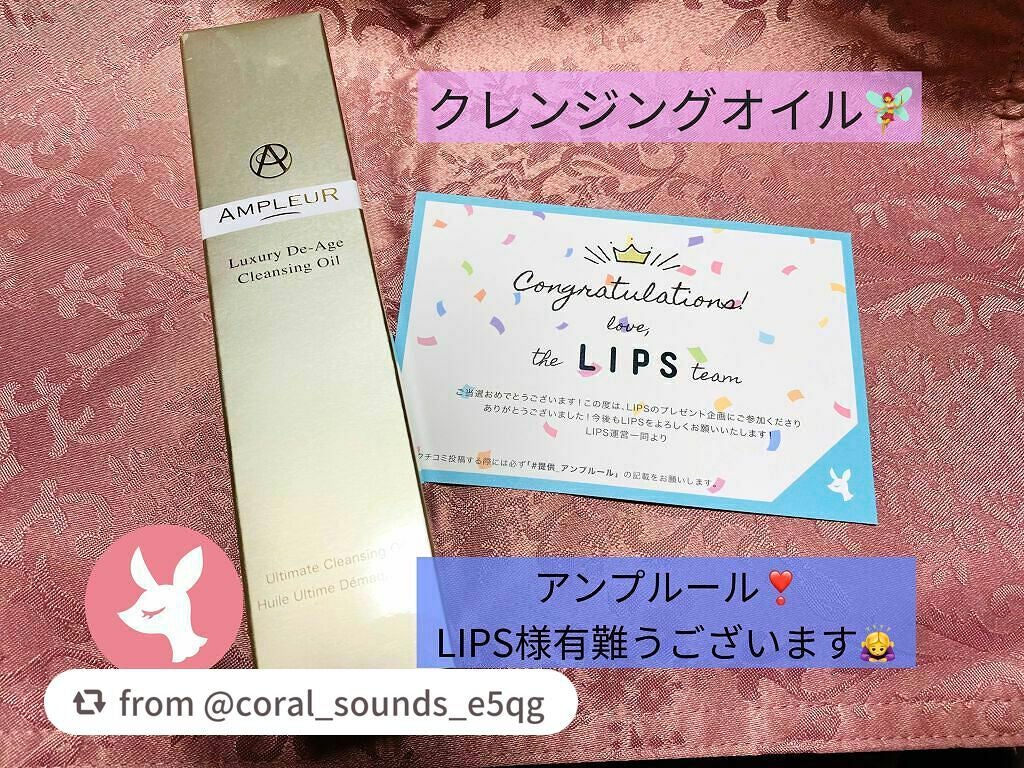 クレンジングオイル🧚
AMPLEUR
Luxury De-Age
Cleansing Oil
Congratulations!
love,
the LIPS team
ご当選おめでとうございます!この度は、LIPSのプレゼント企画にご参加くださり
ありがとうございました!今後もLIPSをよろしくお願いいたします!
LIPS運営一同より
クチコミ投稿する際には必ず「#提供_アンプルール」の記載をお願いします。
Ultimate Cleansing
Huile Ultime
アンプルール❣️
LIPS様有難うございます🙇‍♀️
from @coral_sounds_e5qg